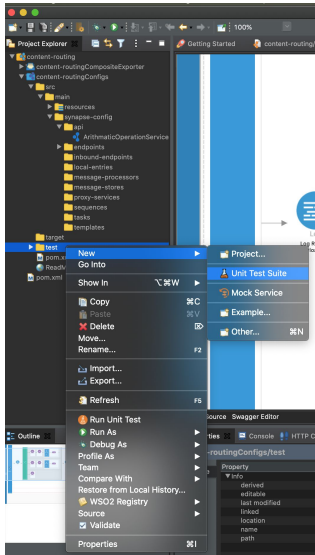 100%
Project Explorer
Getting Started
content-routing/
content-routing
content-routingCompositeExporter
content-routingConfigs
src
main
resources
synapse-config
api
ArithmaticOperationService
endpoints
inbound-endpoints
local-entries
message-processors
message-stores
proxy-services
sequences
tasks
templates
target
test
pom.x
ReadM
pom.xml
New
Go Into
Show In ⌥⌘W
Copy ⌘C
Paste ⌘V
Delete ⌦
Move...
Rename... F2
Import...
Export...
Refresh F5
Run Unit Test
Run As
Debug As
Profile As
Team
Compare With
Restore from Local History...
WSO2 Registry
Source
Validate
Properties ⌘I
Project...
Unit Test Suite
Mock Service
Example...
Other... ⌘N
Log R
ource Swagger Editor
Outline
ties
Console
HTTP C
-routingConfigs/test
Property
Info
derived
editable
last modified
linked
location
name
path